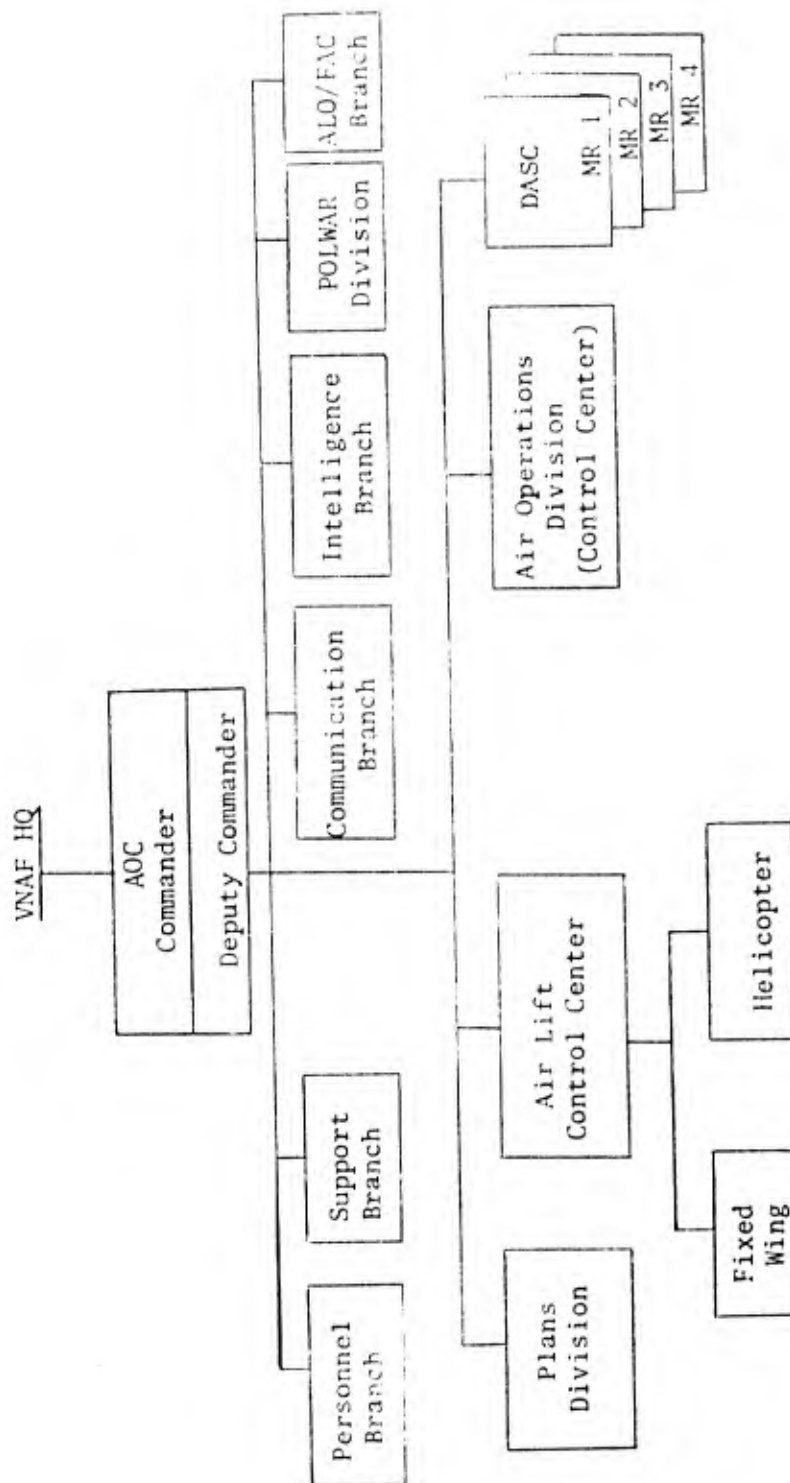 VNAF HQ
AOC
Commander
Deputy Commander
Personnel
Branch
Support
Branch
Communication
Branch
Intelligence
Branch
POLWAR
Division
ALO/FAC
Branch
Plans
Division
Air Lift
Control Center
Air Operations
Division
(Control Center)
DASC
MR 1
MR 2
MR 3
MR 4
Fixed
Wing
Helicopter